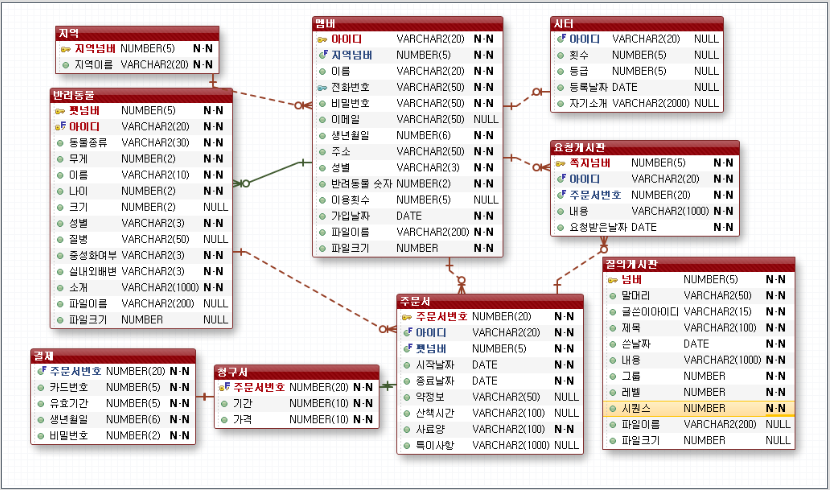 지역
지역넘버 NUMBER(5) N-N
지역이름 VARCHAR2(20) N-N
반려동물
펫넘버 NUMBER(5) N-N
아이디 VARCHAR2(20) N-N
동물종류 VARCHAR2(30) N-N
무게 NUMBER(2) N-N
이름 VARCHAR2(10) N-N
나이 NUMBER(2) N-N
크기 NUMBER(2) NULL
성별 VARCHAR2(3) N-N
질병 VARCHAR2(50) NULL
중성화여부 VARCHAR2(3) N-N
실내외배변 VARCHAR2(3) N-N
소개 VARCHAR2(1000) N-N
파일이름 VARCHAR2(200) NULL
파일크기 NUMBER NULL
멤버
아이디 VARCHAR2(20) N-N
지역넘버 NUMBER(5) N-N
이름 VARCHAR2(20) N-N
전화번호 VARCHAR2(50) N-N
비밀번호 VARCHAR2(50) N-N
이메일 VARCHAR2(50) NULL
생년월일 NUMBER(6) N-N
주소 VARCHAR2(50) N-N
성별 VARCHAR2(3) N-N
반려동물 숫자 NUMBER(2) N-N
이용횟수 NUMBER(5) NULL
가입날짜 DATE N-N
파일이름 VARCHAR2(200) N-N
파일크기 NUMBER N-N
시터
아이디 VARCHAR2(20) NULL
횟수 NUMBER(5) NULL
등급 NUMBER(5) NULL
등록날짜 DATE NULL
자기소개 VARCHAR2(2000) NULL
요청게시판
쪽지넘버 NUMBER(5) N-N
아이디 VARCHAR2(20) N-N
주문서번호 NUMBER(20) N-N
내용 VARCHAR2(1000) N-N
요청받은날짜 DATE N-N
질의게시판
넘버 NUMBER(5) N-N
말머리 VARCHAR2(50) N-N
글쓴이아이디 VARCHAR2(15) N-N
제목 VARCHAR2(100) N-N
쓴날짜 DATE N-N
내용 VARCHAR2(1000) N-N
그룹 NUMBER N-N
레벨 NUMBER N-N
시퀀스 NUMBER N-N
파일이름 VARCHAR2(200) NULL
파일크기 NUMBER NULL
주문서
주문서번호 NUMBER(20) N-N
아이디 VARCHAR2(20) N-N
펫넘버 NUMBER(5) N-N
시작날짜 DATE N-N
종료날짜 DATE N-N
약정보 VARCHAR2(50) NULL
산책시간 VARCHAR2(100) NULL
사료양 VARCHAR2(100) N-N
특이사항 VARCHAR2(1000) NULL
결제
주문서번호 NUMBER(20) N-N
카드번호 NUMBER(5) N-N
유효기간 NUMBER(5) N-N
생년월일 NUMBER(6) N-N
비밀번호 NUMBER(2) N-N
청구서
주문서번호 NUMBER(20) N-N
기간 NUMBER(10) N-N
가격 NUMBER(10) N-N